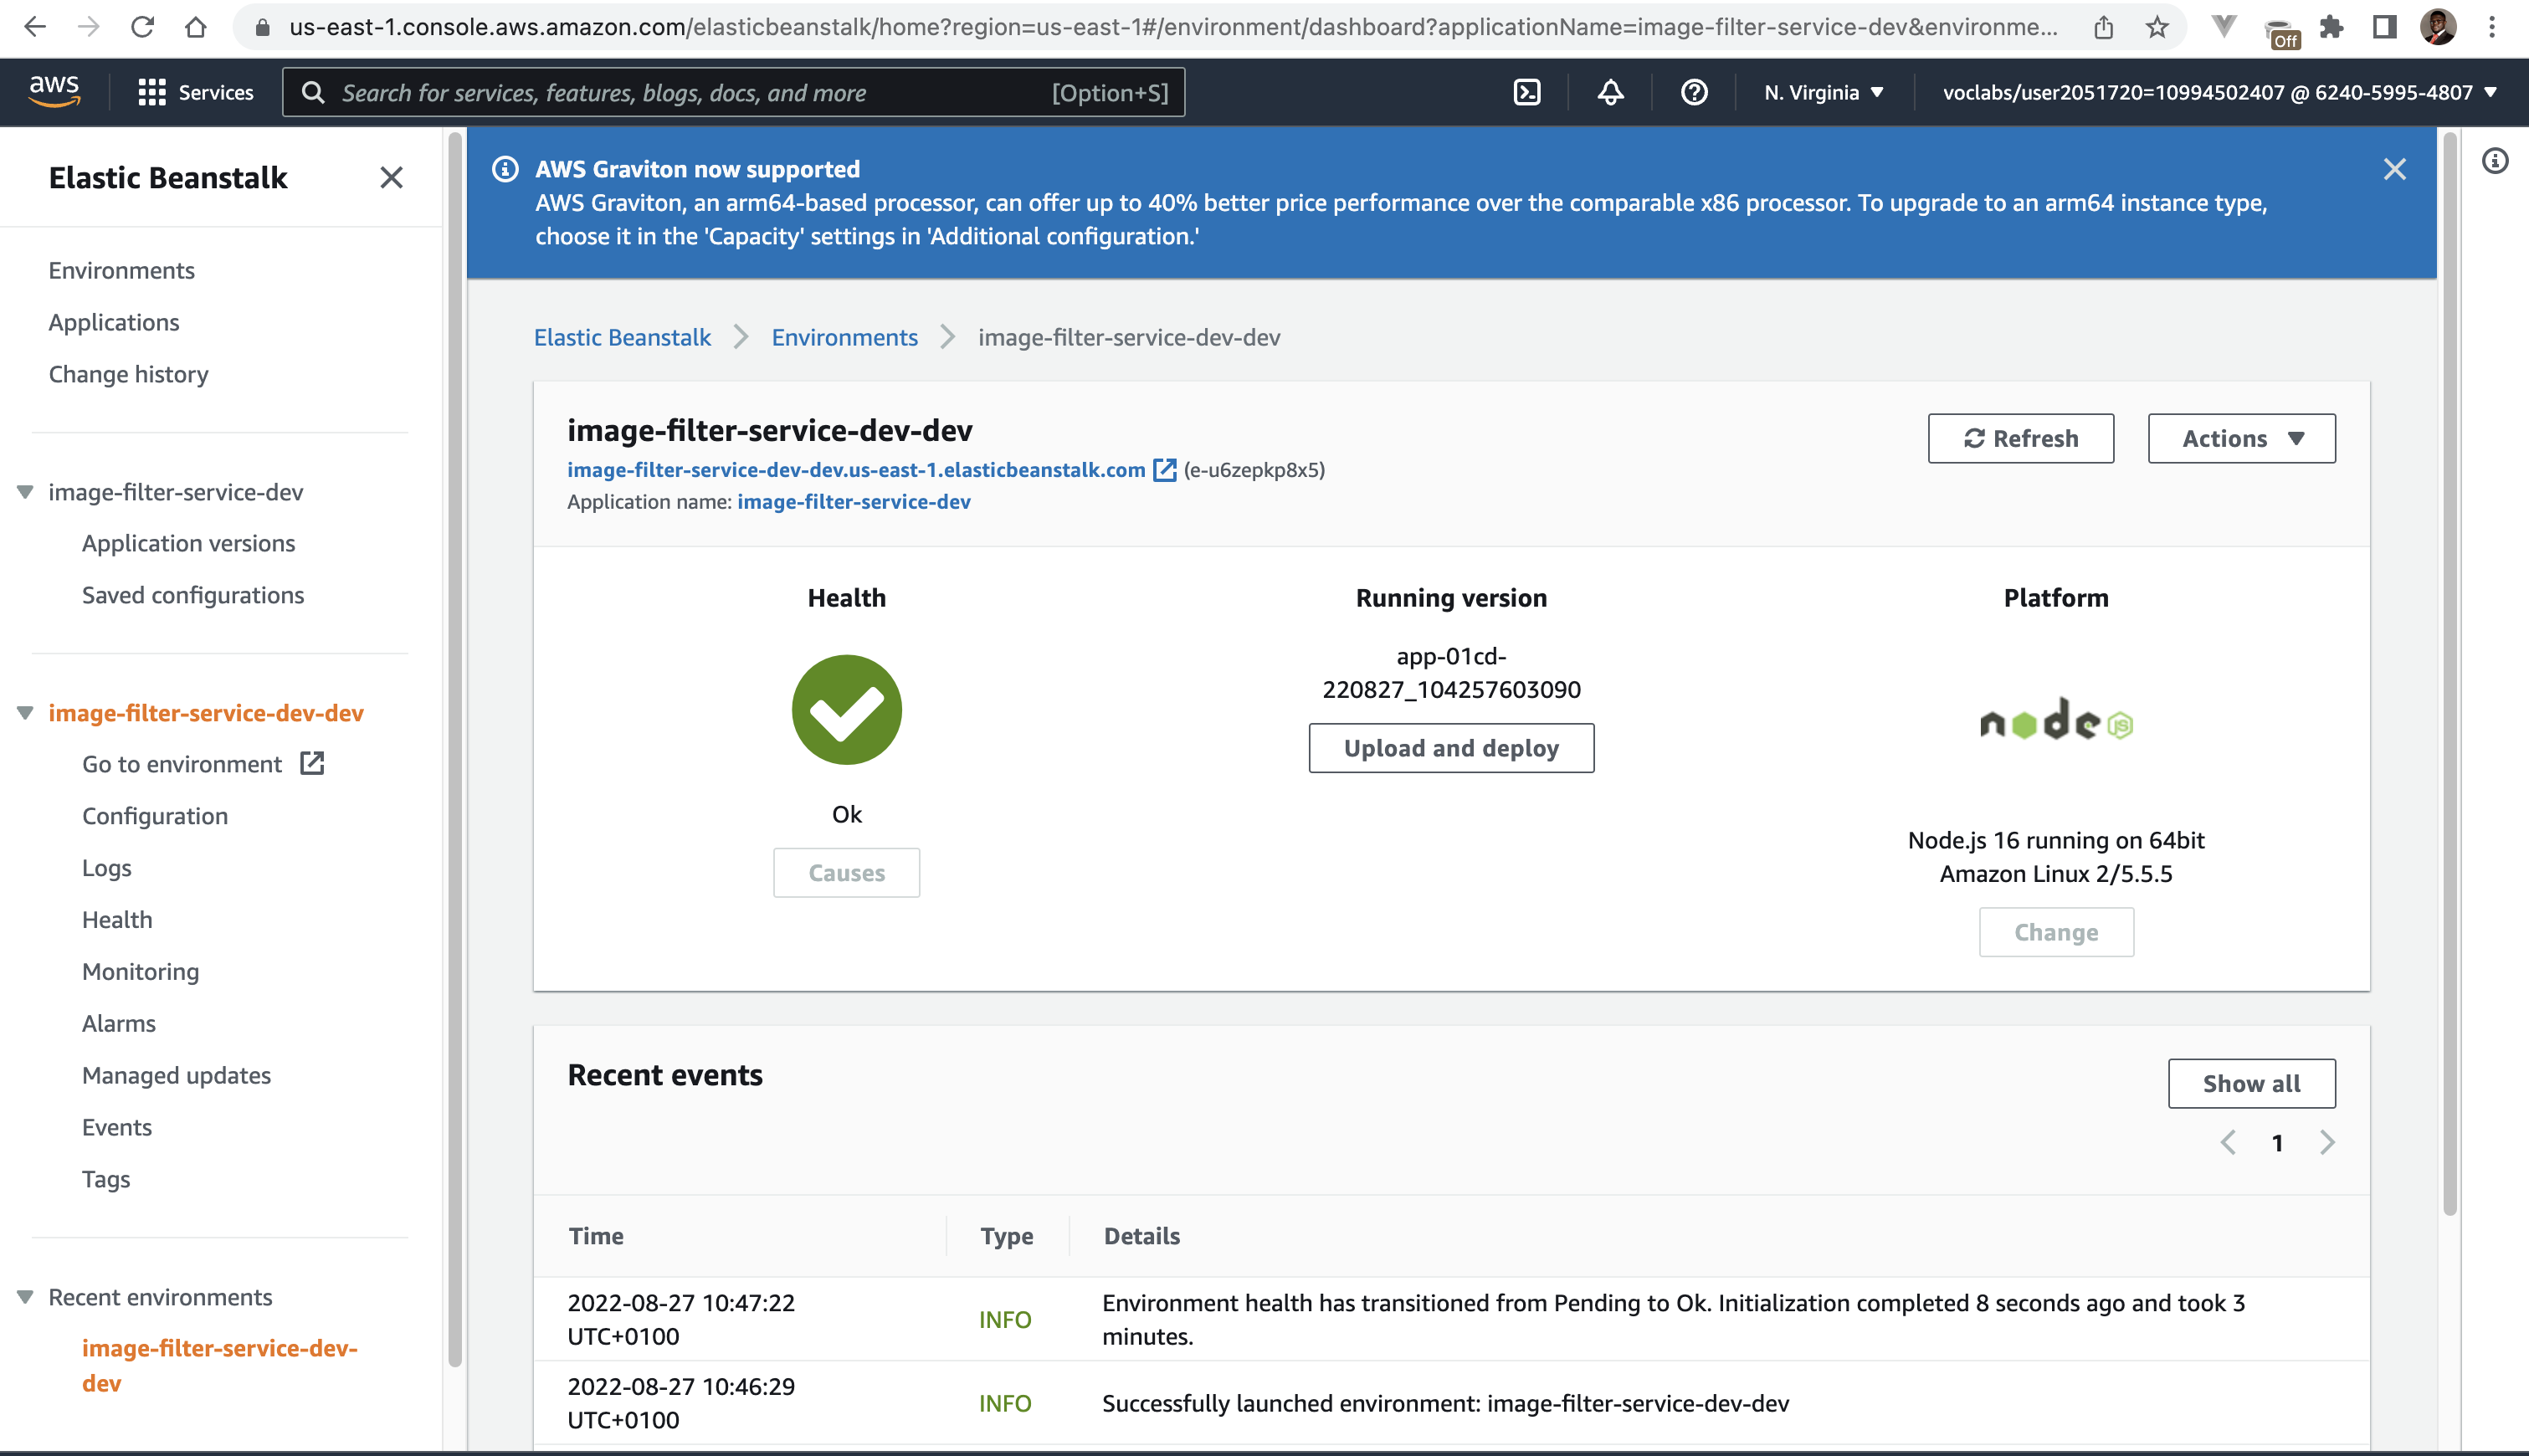 us-east-1.console.aws.amazon.com/elasticbeanstalk/home?region=us-east-1#/environment/dashboard?applicationName=image-filter-service-dev&environme...
Off
aws
Services
Search for services, features, blogs, docs, and more
[Option+S]
N. Virginia
voclabs/user2051720=10994502407 @ 6240-5995-4807
Elastic Beanstalk
Environments
Applications
Change history
image-filter-service-dev
Application versions
Saved configurations
image-filter-service-dev-dev
Go to environment
Configuration
Logs
Health
Monitoring
Alarms
Managed updates
Events
Tags
Recent environments
image-filter-service-dev-
dev
AWS Graviton now supported
AWS Graviton, an arm64-based processor, can offer up to 40% better price performance over the comparable x86 processor. To upgrade to an arm64 instance type,
choose it in the 'Capacity' settings in 'Additional configuration.'
Elastic Beanstalk
Environments
image-filter-service-dev-dev
image-filter-service-dev-dev
image-filter-service-dev-dev.us-east-1.elasticbeanstalk.com (e-u6zepkp8x5)
Application name: image-filter-service-dev
Refresh
Actions
Health
Ok
Causes
Running version
app-01cd-
220827_104257603090
Upload and deploy
Platform
node JS
Node.js 16 running on 64bit
Amazon Linux 2/5.5.5
Change
Recent events
Show all
1
Time
Type
Details
2022-08-27 10:47:22
UTC+0100
INFO
Environment health has transitioned from Pending to Ok. Initialization completed 8 seconds ago and took 3
minutes.
2022-08-27 10:46:29
UTC+0100
INFO
Successfully launched environment: image-filter-service-dev-dev